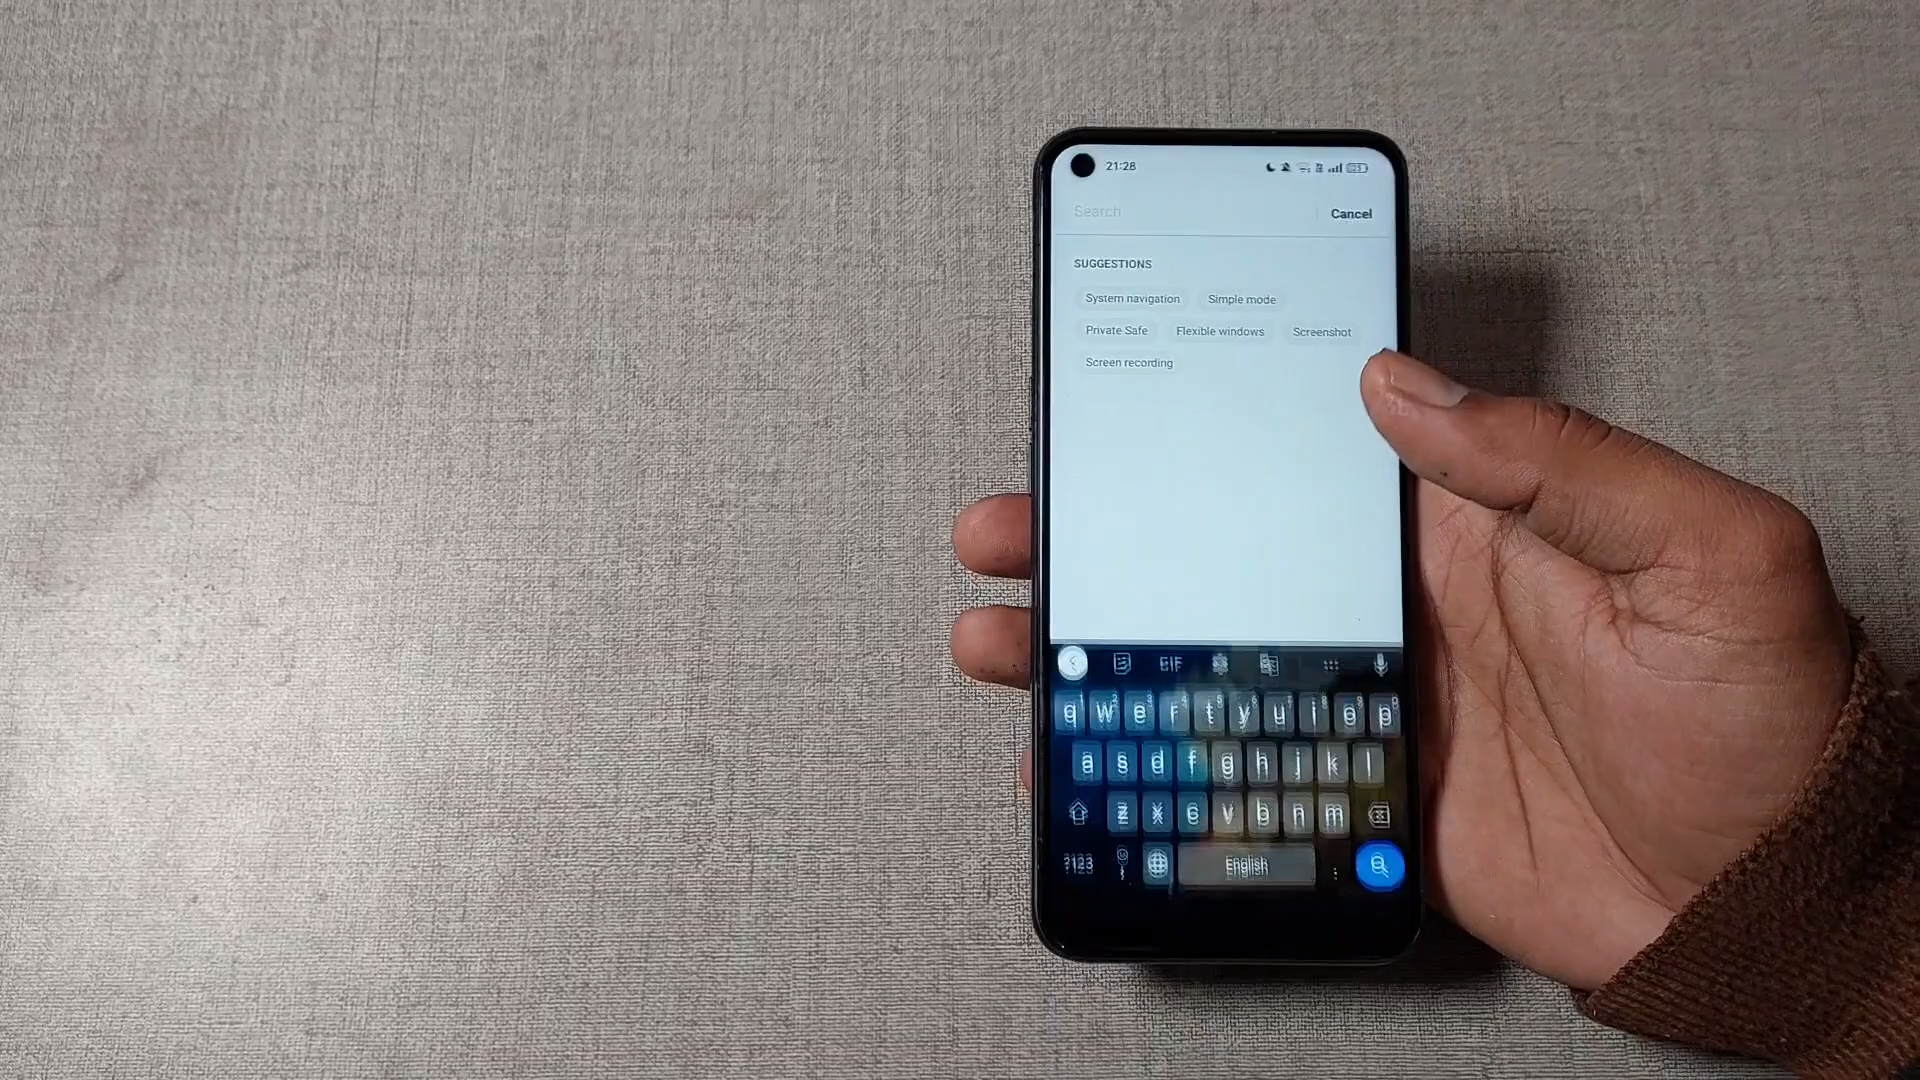 21:28
Search
Cancel
SUGGESTIONS
System navigation Simple mode
Private Safe Flexible windows Screenshot
Screen recording
GIF
q w e r t y u i o p
a s d f g h j k l
z x c v b n m
?123 English